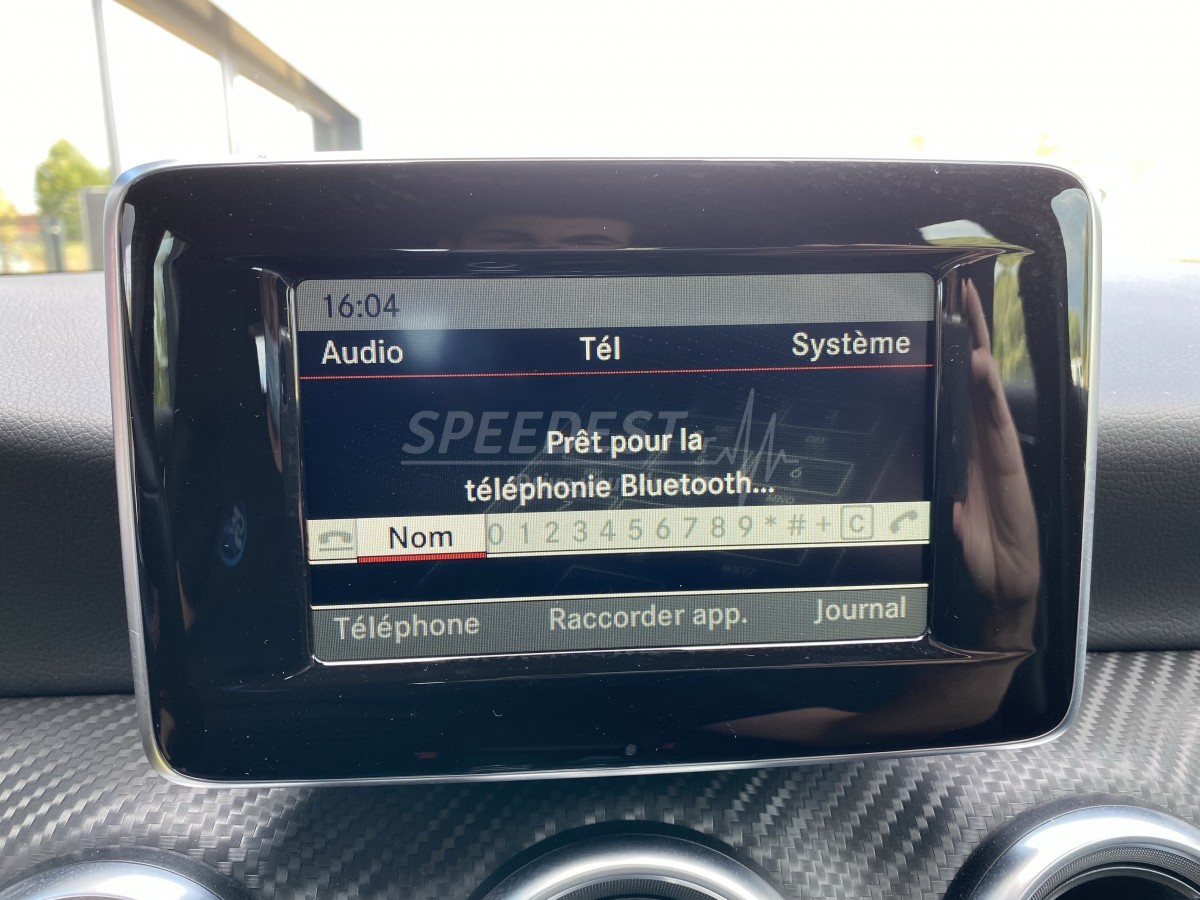 16:04
Audio Tél Système
SPEEDEST
Prêt pour la
téléphonie Bluetooth...
Nom 0 1 2 3 4 5 6 7 8 9 * # + C
Téléphone Raccorder app. Journal